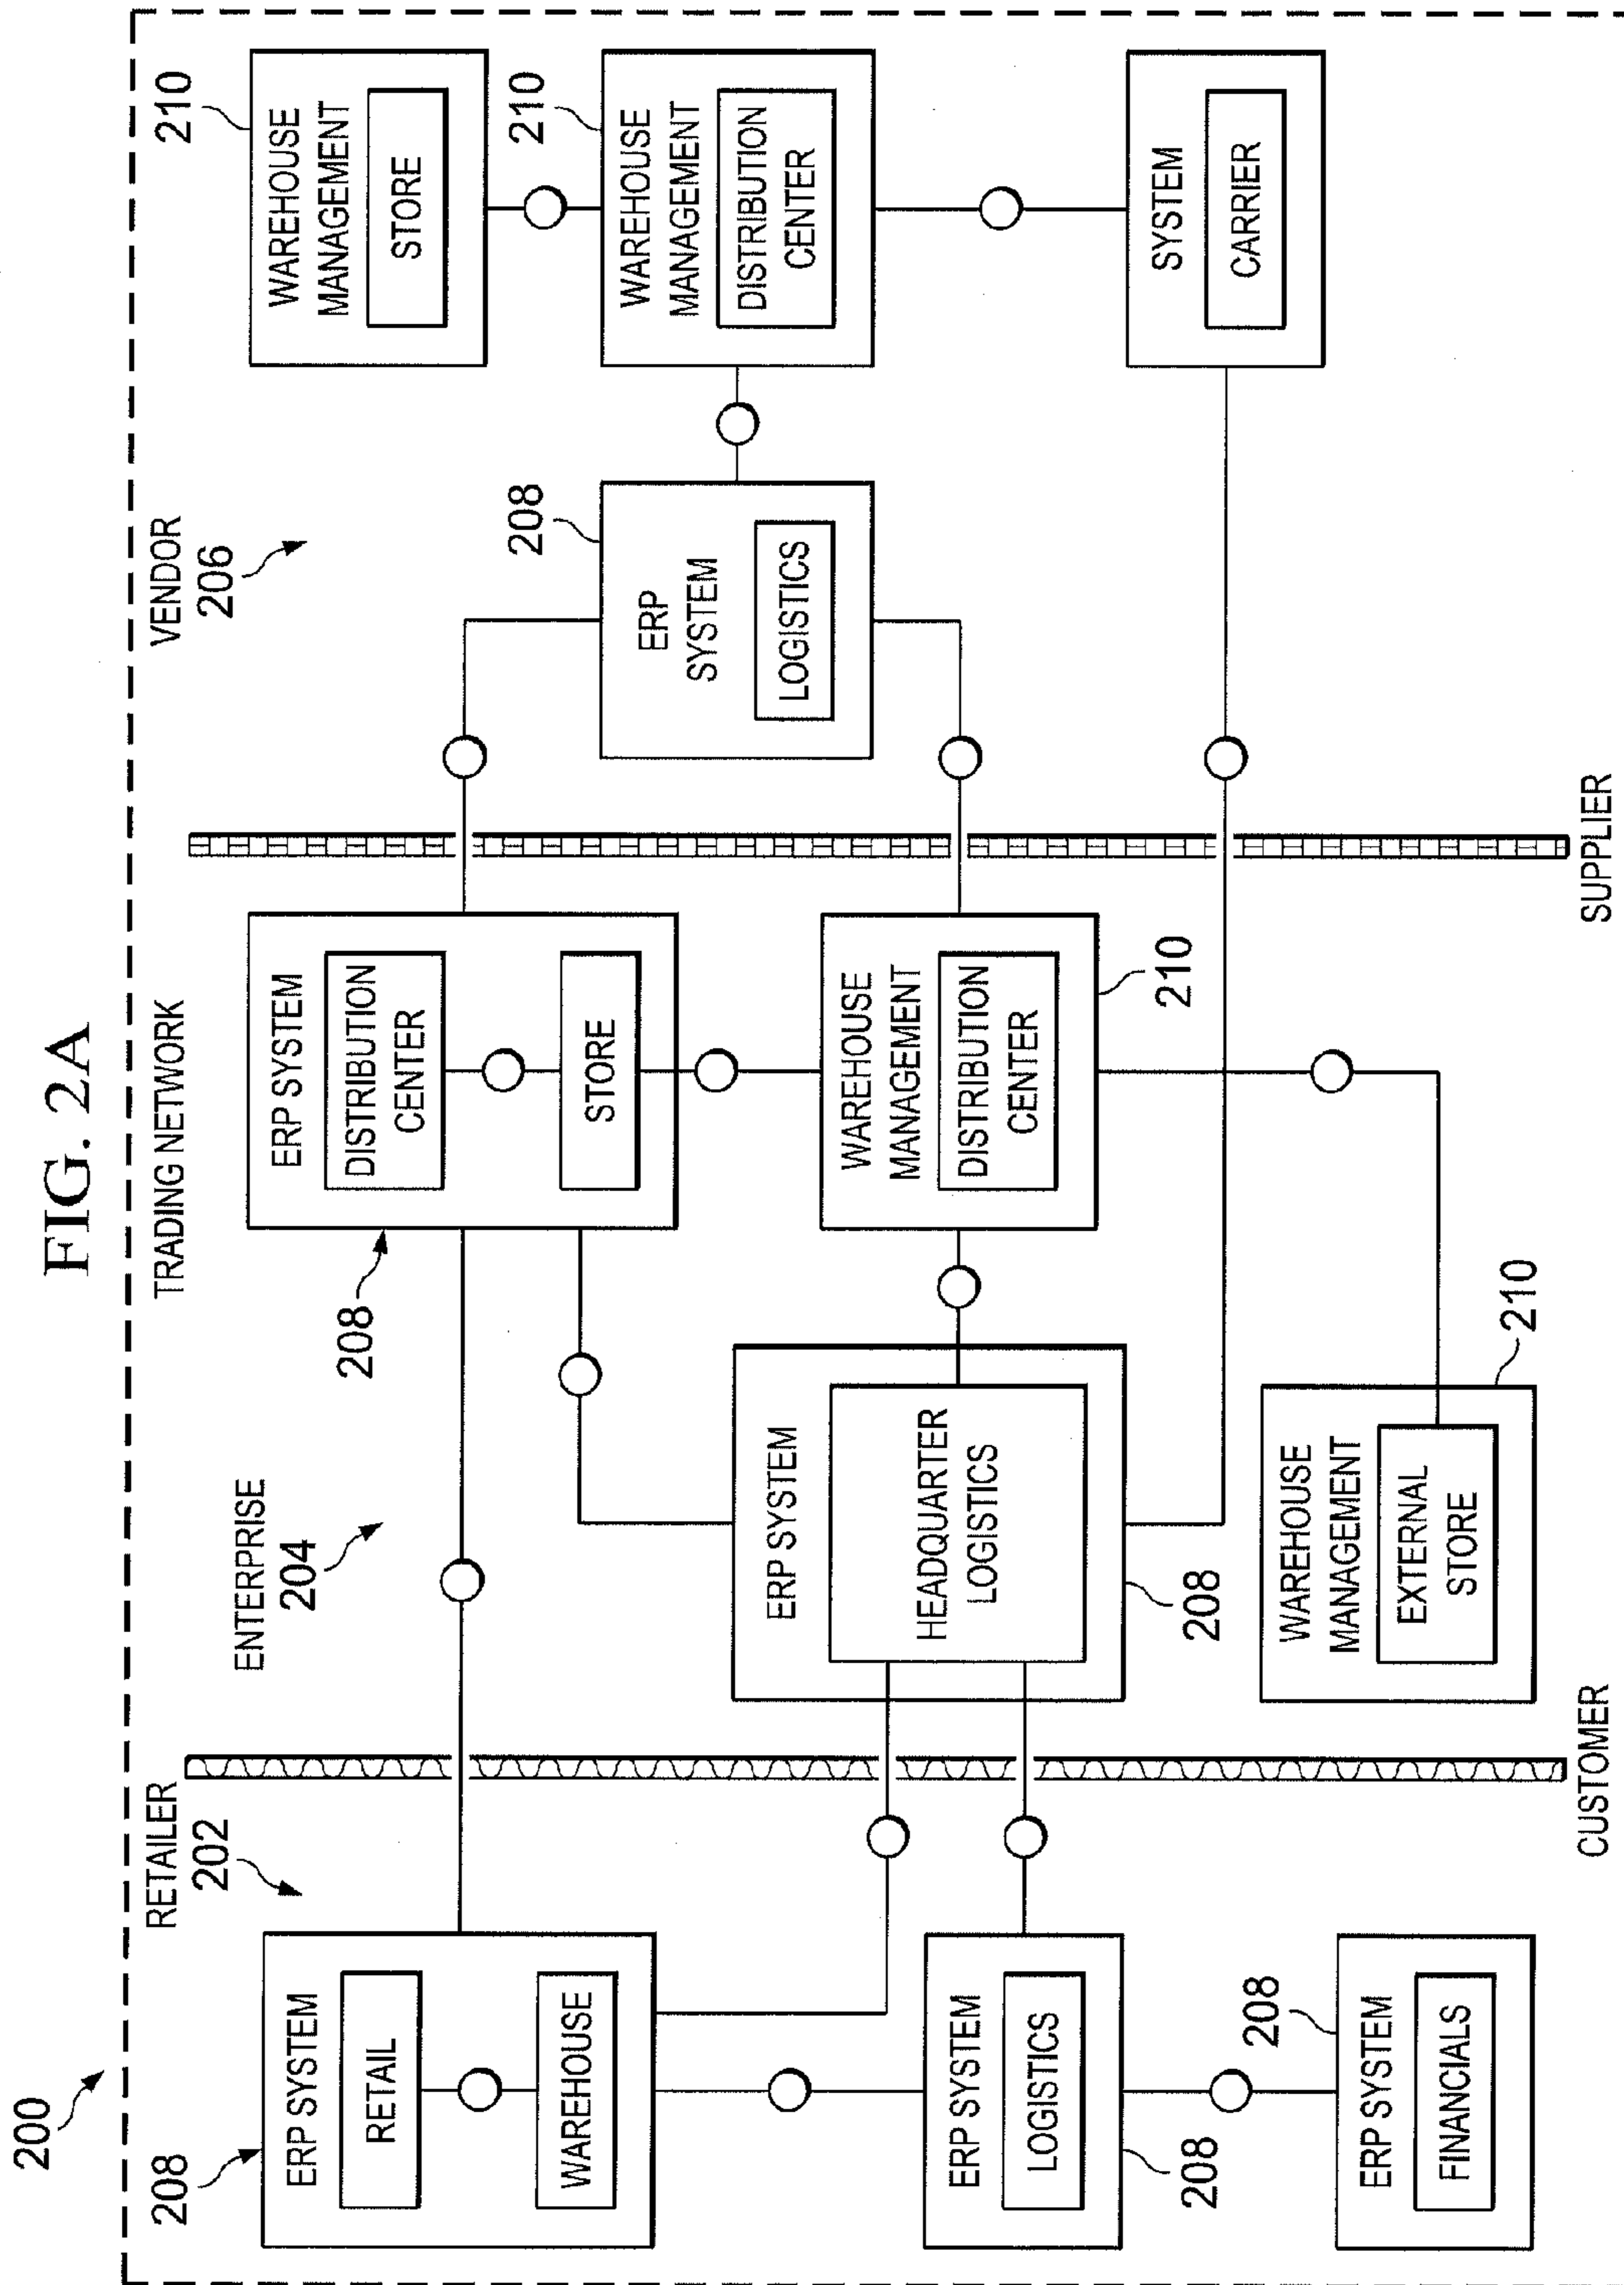 FIG. 2A
200
TRADING NETWORK
RETAILER
202
208
ERP SYSTEM
RETAIL
WAREHOUSE
ERP SYSTEM
LOGISTICS
208
208
ERP SYSTEM
FINANCIALS
CUSTOMER
ENTERPRISE
204
208
ERP SYSTEM
DISTRIBUTION
CENTER
STORE
ERP SYSTEM
HEADQUARTER
LOGISTICS
208
WAREHOUSE
MANAGEMENT
DISTRIBUTION
CENTER
210
WAREHOUSE
MANAGEMENT
EXTERNAL
STORE
210
SUPPLIER
VENDOR
206
208
ERP
SYSTEM
LOGISTICS
210
WAREHOUSE
MANAGEMENT
STORE
210
WAREHOUSE
MANAGEMENT
DISTRIBUTION
CENTER
SYSTEM
CARRIER